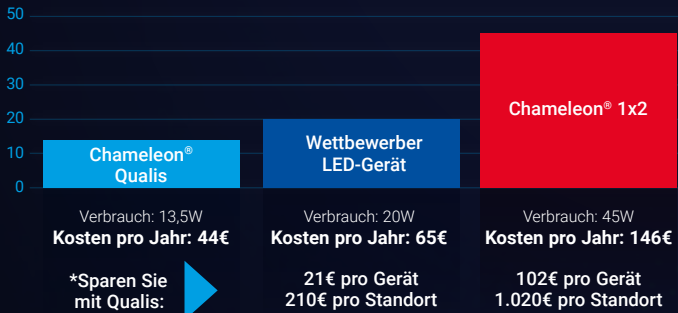 50
40
30
20
10
0
Chameleon®
Qualis
Wettbewerber
LED-Gerät
Chameleon® 1x2
Verbrauch: 13,5W
Kosten pro Jahr: 44€
Verbrauch: 20W
Kosten pro Jahr: 65€
Verbrauch: 45W
Kosten pro Jahr: 146€
*Sparen Sie
mit Qualis:
21€ pro Gerät
210€ pro Standort
102€ pro Gerät
1.020€ pro Standort